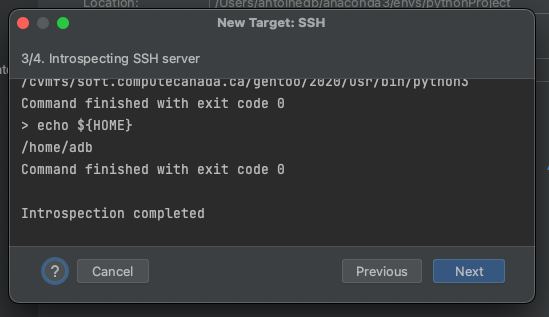 Location: /Users/antoinedb/anaconda3/envs/pythonProject
New Target: SSH
3/4. Introspecting SSH server
/cvmfs/soft.computecanada.ca/gentoo/2020/usr/bin/python3
Command finished with exit code 0
> echo ${HOME}
/home/adb
Command finished with exit code 0
Introspection completed
? Cancel Previous Next